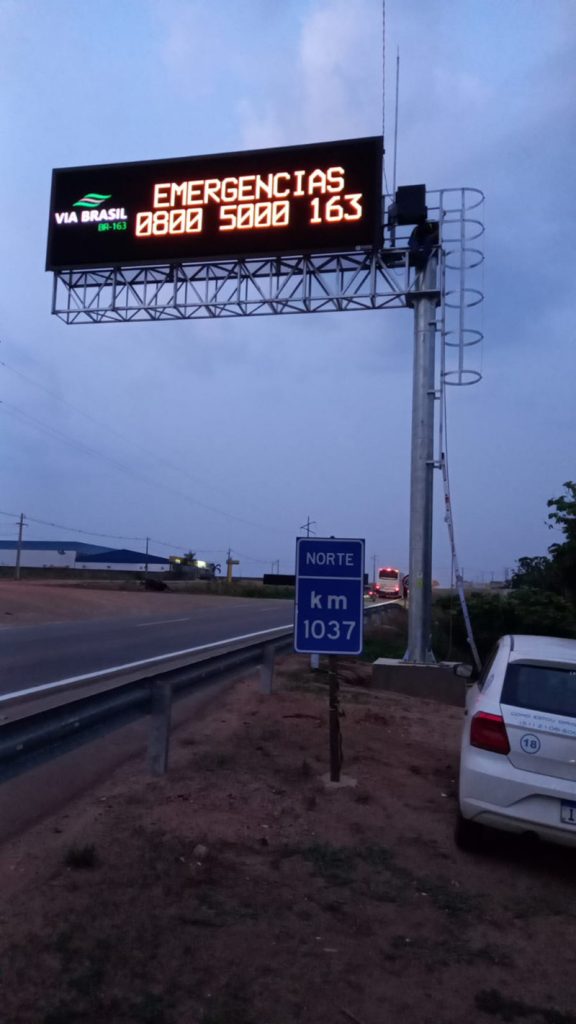 EMERGENCIAS
0800 5000 163
VIA BRASIL
BR-163
NORTE
km
1037
18